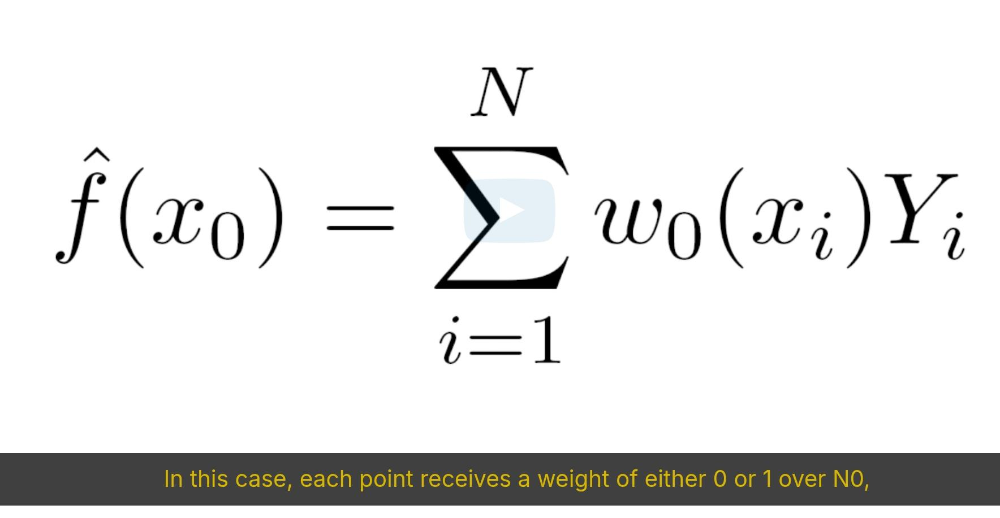 f̂(x₀) = ∑_{i=1}^{N} w₀(xᵢ)Yᵢ
In this case, each point receives a weight of either 0 or 1 over N0,